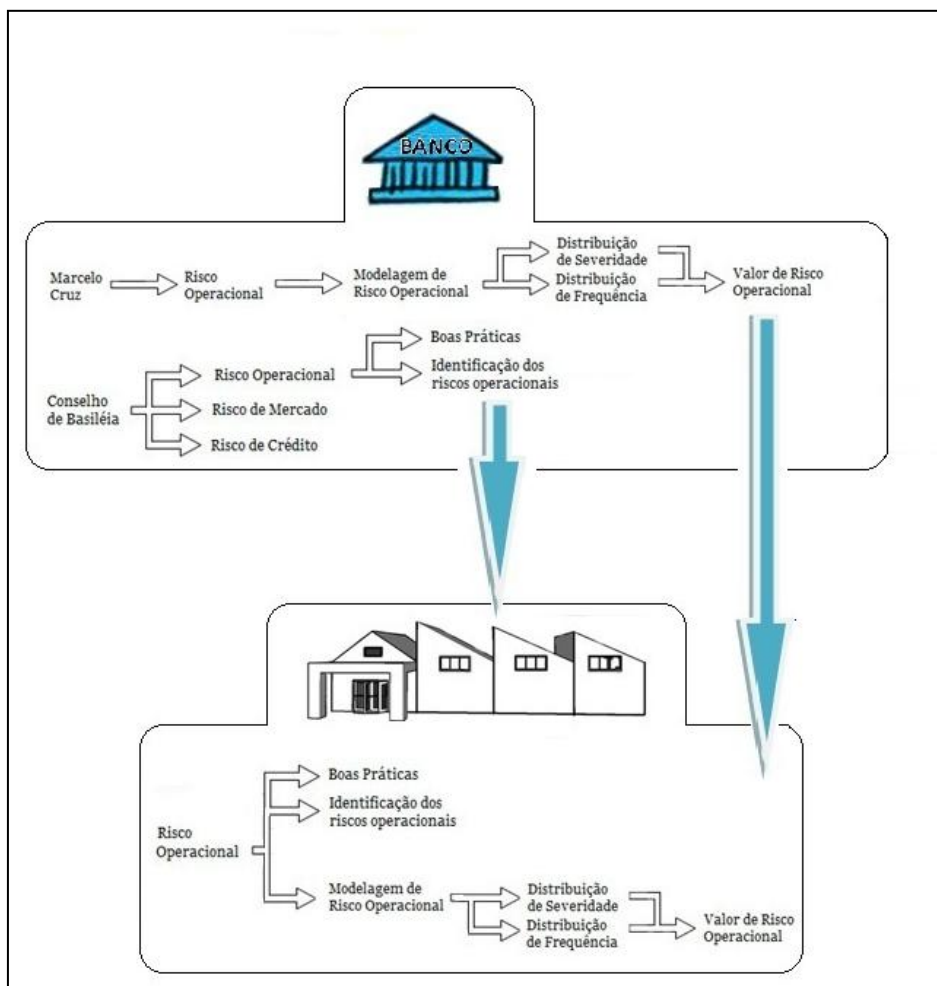 BANCO
Marcelo
Cruz
Risco
Operacional
Modelagem de
Risco Operacional
Distribuição
de Severidade
Distribuição
de Frequência
Valor de Risco
Operacional
Conselho
de Basiléia
Risco Operacional
Risco de Mercado
Risco de Crédito
Boas Práticas
Identificação dos
riscos operacionais
Risco
Operacional
Boas Práticas
Identificação dos
riscos operacionais
Modelagem de
Risco Operacional
Distribuição
de Severidade
Distribuição
de Frequência
Valor de Risco
Operacional